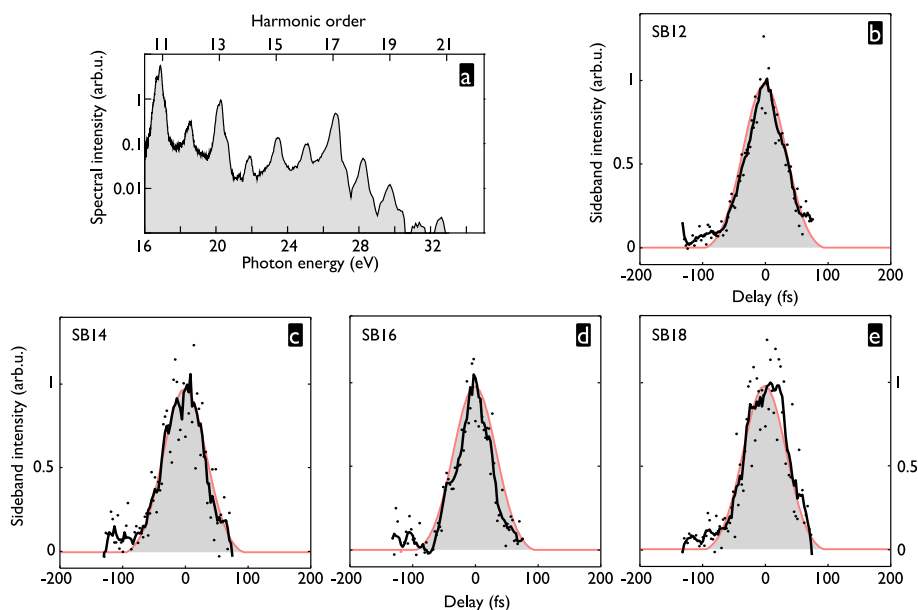 Harmonic order
11 13 15 17 19 21
a
Spectral intensity (arb.u.)
1
0.1
0.01
16 20 24 28 32
Photon energy (eV)
SB12
b
Sideband intensity (arb.u.)
1
0.5
0
-200 -100 0 100 200
Delay (fs)
SB14
c
Sideband intensity (arb.u.)
1
0.5
0
-200 -100 0 100 200
SB16
d
-200 -100 0 100 200
Delay (fs)
SB18
e
1
0.5
0
-200 -100 0 100 200